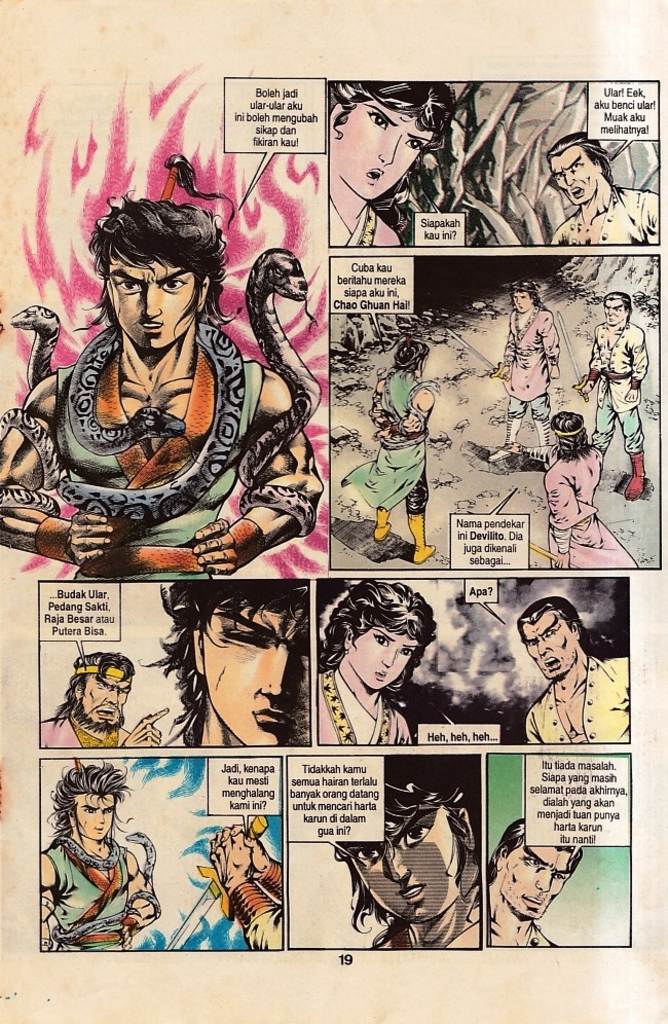 Boleh jadi
ular-ular aku
ini boleh mengubah
sikap dan
fikiran kau!
Siapakah
kau ini?
Ular! Eek,
aku benci ular!
Muak aku
melihatnya!
Cuba kau
beritahu mereka
siapa aku ini,
Chao Ghuan Hai!
Nama pendekar
ini Devilito. Dia
juga dikenali
sebagai...
...Budak Ular,
Pedang Sakti,
Raja Besar atau
Putera Bisa.
Apa?
Heh, heh, heh...
Jadi, kenapa
kau mesti
menghalang
kami ini?
Tidakkah kamu
semua hairan terlalu
banyak orang datang
untuk mencari harta
karun di dalam
gua ini?
Itu tiada masalah.
Siapa yang masih
selamat pada akhirnya,
dialah yang akan
menjadi tuan punya
harta karun
itu nanti!
19